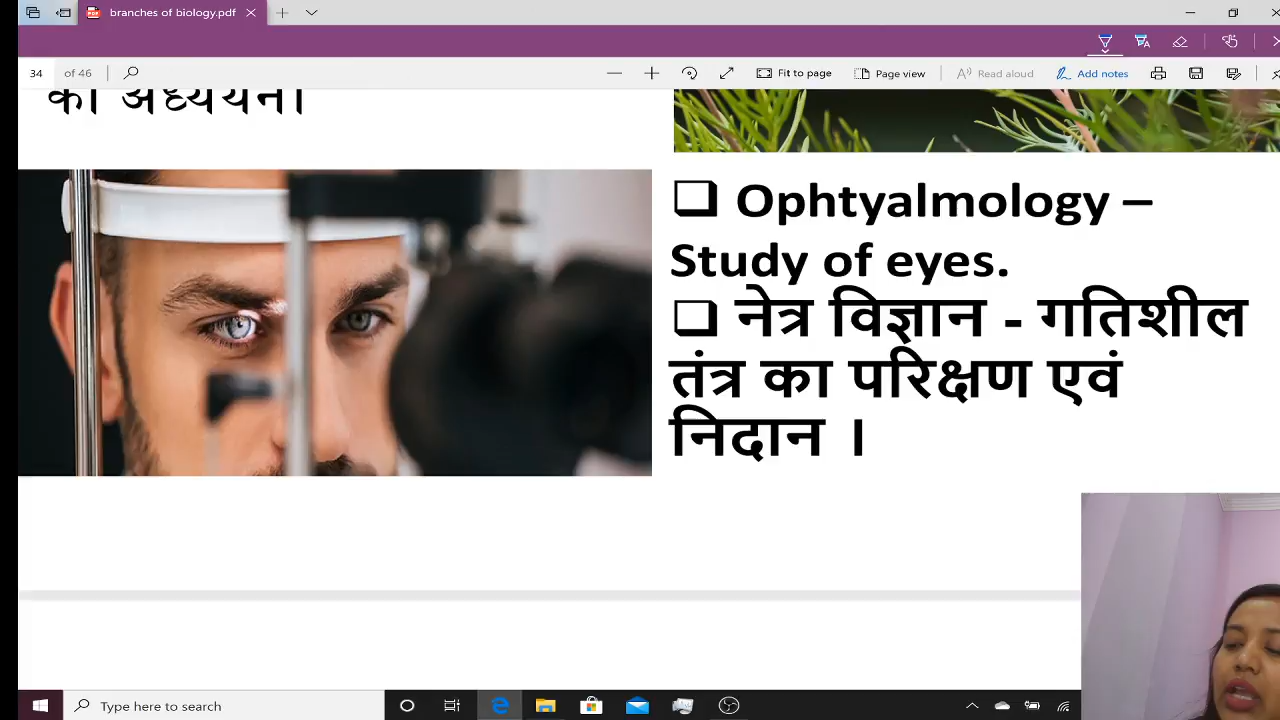 branches of biology.pdf
34 of 46
Fit to page
Page view
Read aloud
Add notes
का अध्ययन।
❑ Ophtyalmology –
Study of eyes.
❑ नेत्र विज्ञान - गतिशील
तंत्र का परिक्षण एवं
निदान ।
Type here to search